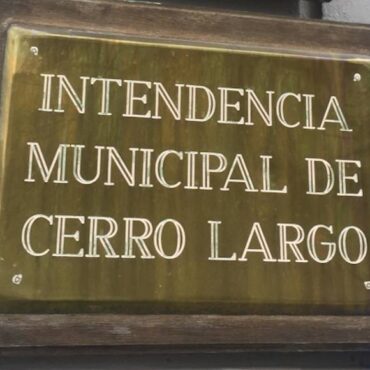 INTENDENCIA
MUNICIPAL DE
CERRO LARGO